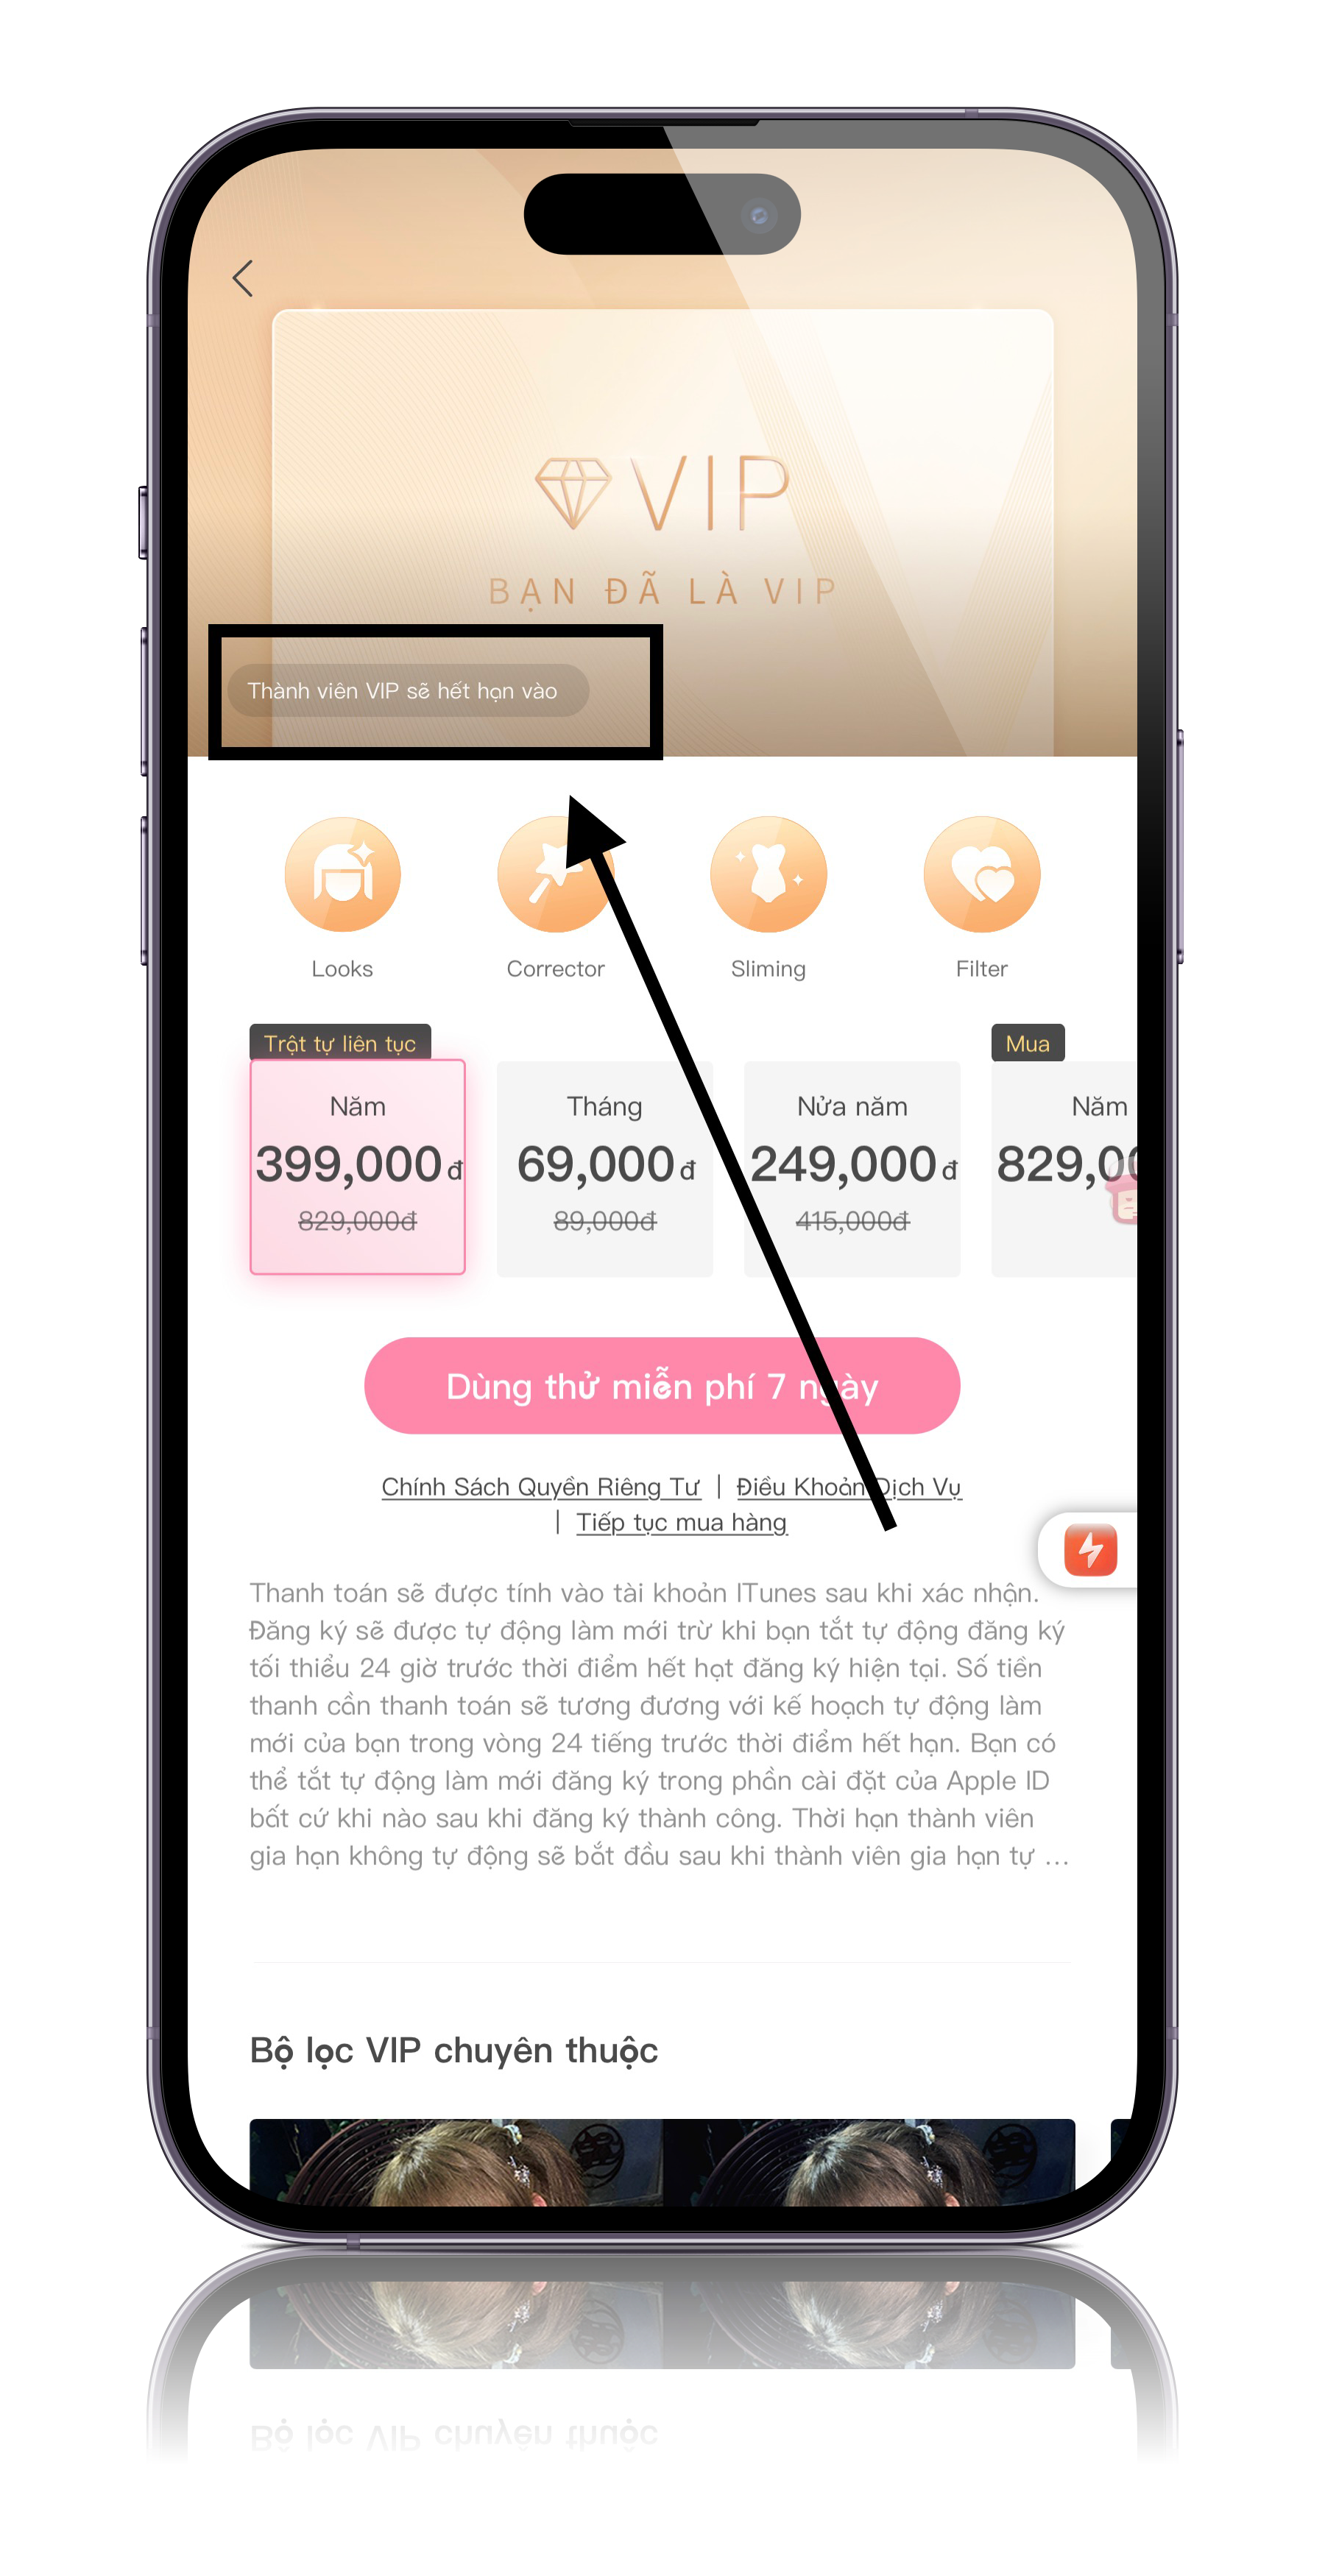 VIP
BẠN ĐÃ LÀ VIP
Thành viên VIP sẽ hết hạn vào
Looks
Corrector
Sliming
Filter
Trật tự liên tục
Mua
Năm
399,000đ
829,000đ
Tháng
69,000đ
89,000đ
Nửa năm
249,000đ
415,000đ
Năm
Dùng thử miễn phí 7 ngày
Chính Sách Quyền Riêng Tư | Điều Khoản Dịch Vụ
| Tiếp tục mua hàng
Thanh toán sẽ được tính vào tài khoản ITunes sau khi xác nhận.
Đăng ký sẽ được tự động làm mới trừ khi bạn tắt tự động đăng ký
tối thiểu 24 giờ trước thời điểm hết hạt đăng ký hiện tại. Số tiền
thanh cần thanh toán sẽ tương đương với kế hoạch tự động làm
mới của bạn trong vòng 24 tiếng trước thời điểm hết hạn. Bạn có
thể tắt tự động làm mới đăng ký trong phần cài đặt của Apple ID
bất cứ khi nào sau khi đăng ký thành công. Thời hạn thành viên
gia hạn không tự động sẽ bắt đầu sau khi thành viên gia hạn tự ...
Bộ lọc VIP chuyên thuộc